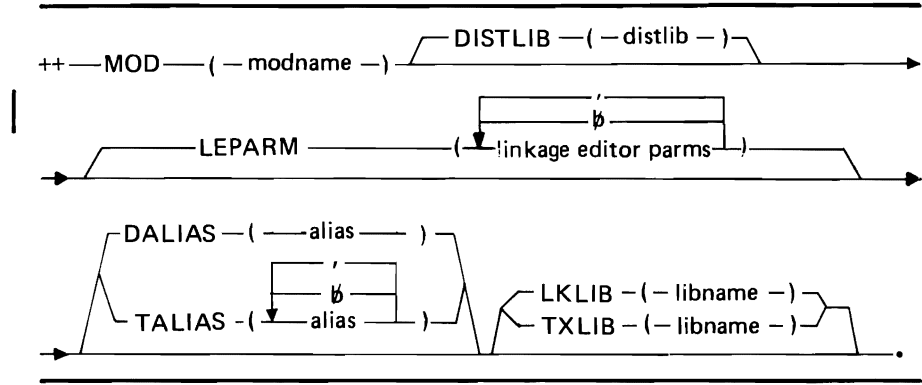 DISTLIB — ( — distlib — )
++ — MOD — ( — modname — )
,
ƀ
LEPARM ( linkage editor parms )
DALIAS — ( — alias — )
,
ƀ
TALIAS - ( alias )
LKLIB - ( - libname - )
TXLIB - ( - libname - )
.